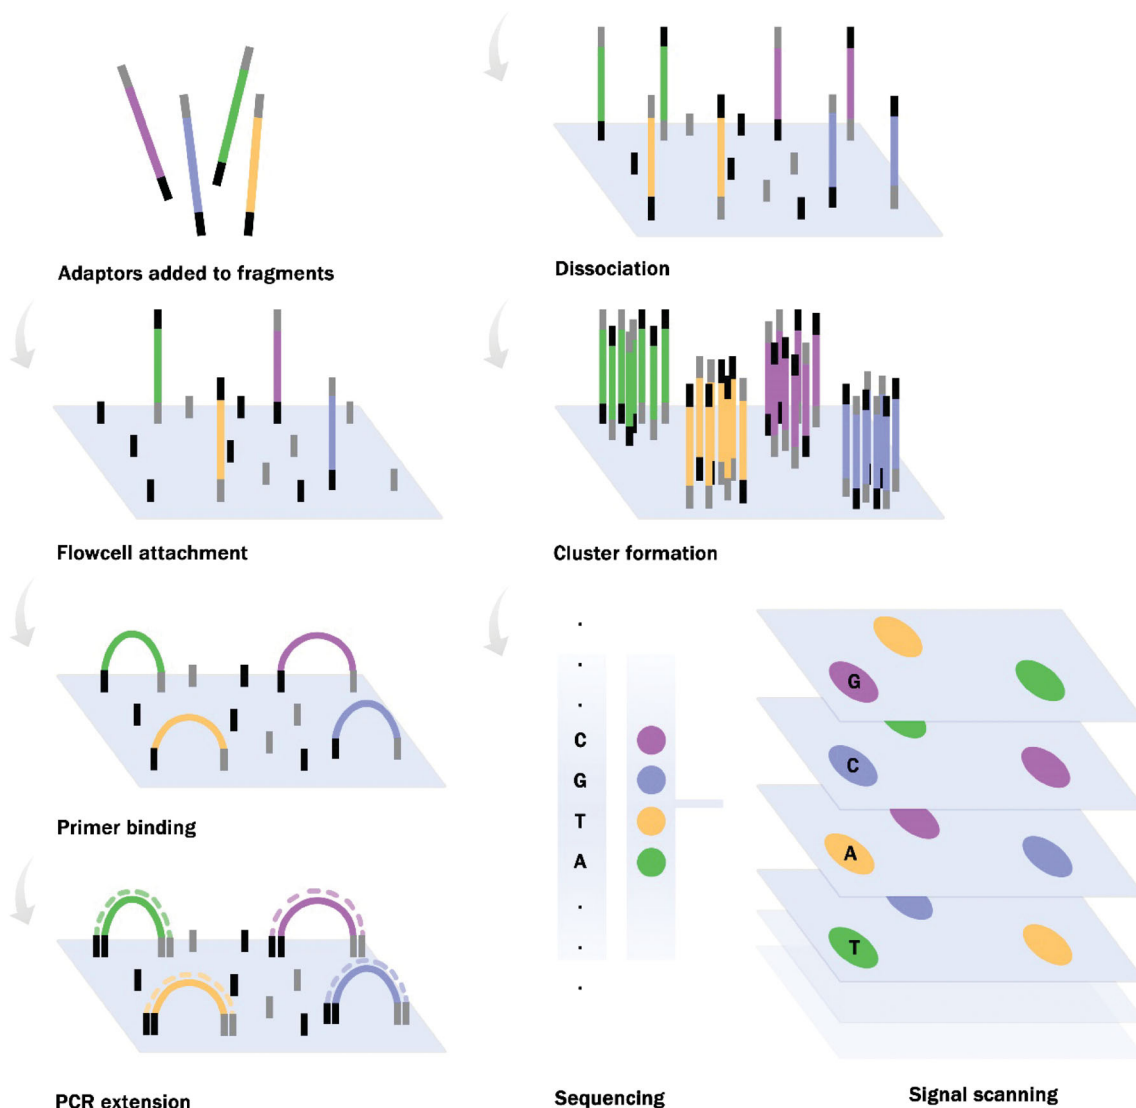 Adaptors added to fragments
Flowcell attachment
Primer binding
PCR extension
Dissociation
Cluster formation
C
G
T
A
Sequencing
G
C
A
T
Signal scanning